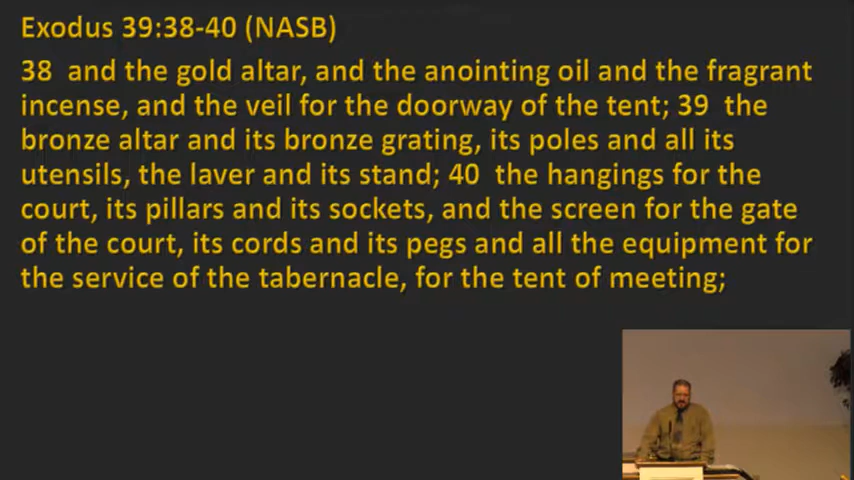 Exodus 39:38-40 (NASB)
38  and the gold altar, and the anointing oil and the fragrant
incense, and the veil for the doorway of the tent; 39  the
bronze altar and its bronze grating, its poles and all its
utensils, the laver and its stand; 40  the hangings for the
court, its pillars and its sockets, and the screen for the gate
of the court, its cords and its pegs and all the equipment for
the service of the tabernacle, for the tent of meeting;